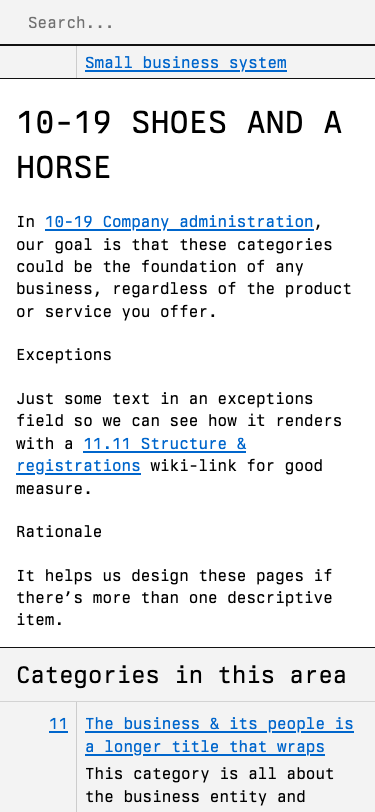 Search...
Small business system
10-19 SHOES AND A
HORSE
In 10-19 Company administration,
our goal is that these categories
could be the foundation of any
business, regardless of the product
or service you offer.
Exceptions
Just some text in an exceptions
field so we can see how it renders
with a 11.11 Structure &
registrations wiki-link for good
measure.
Rationale
It helps us design these pages if
there’s more than one descriptive
item.
Categories in this area
11 The business & its people is
a longer title that wraps
This category is all about
the business entity and